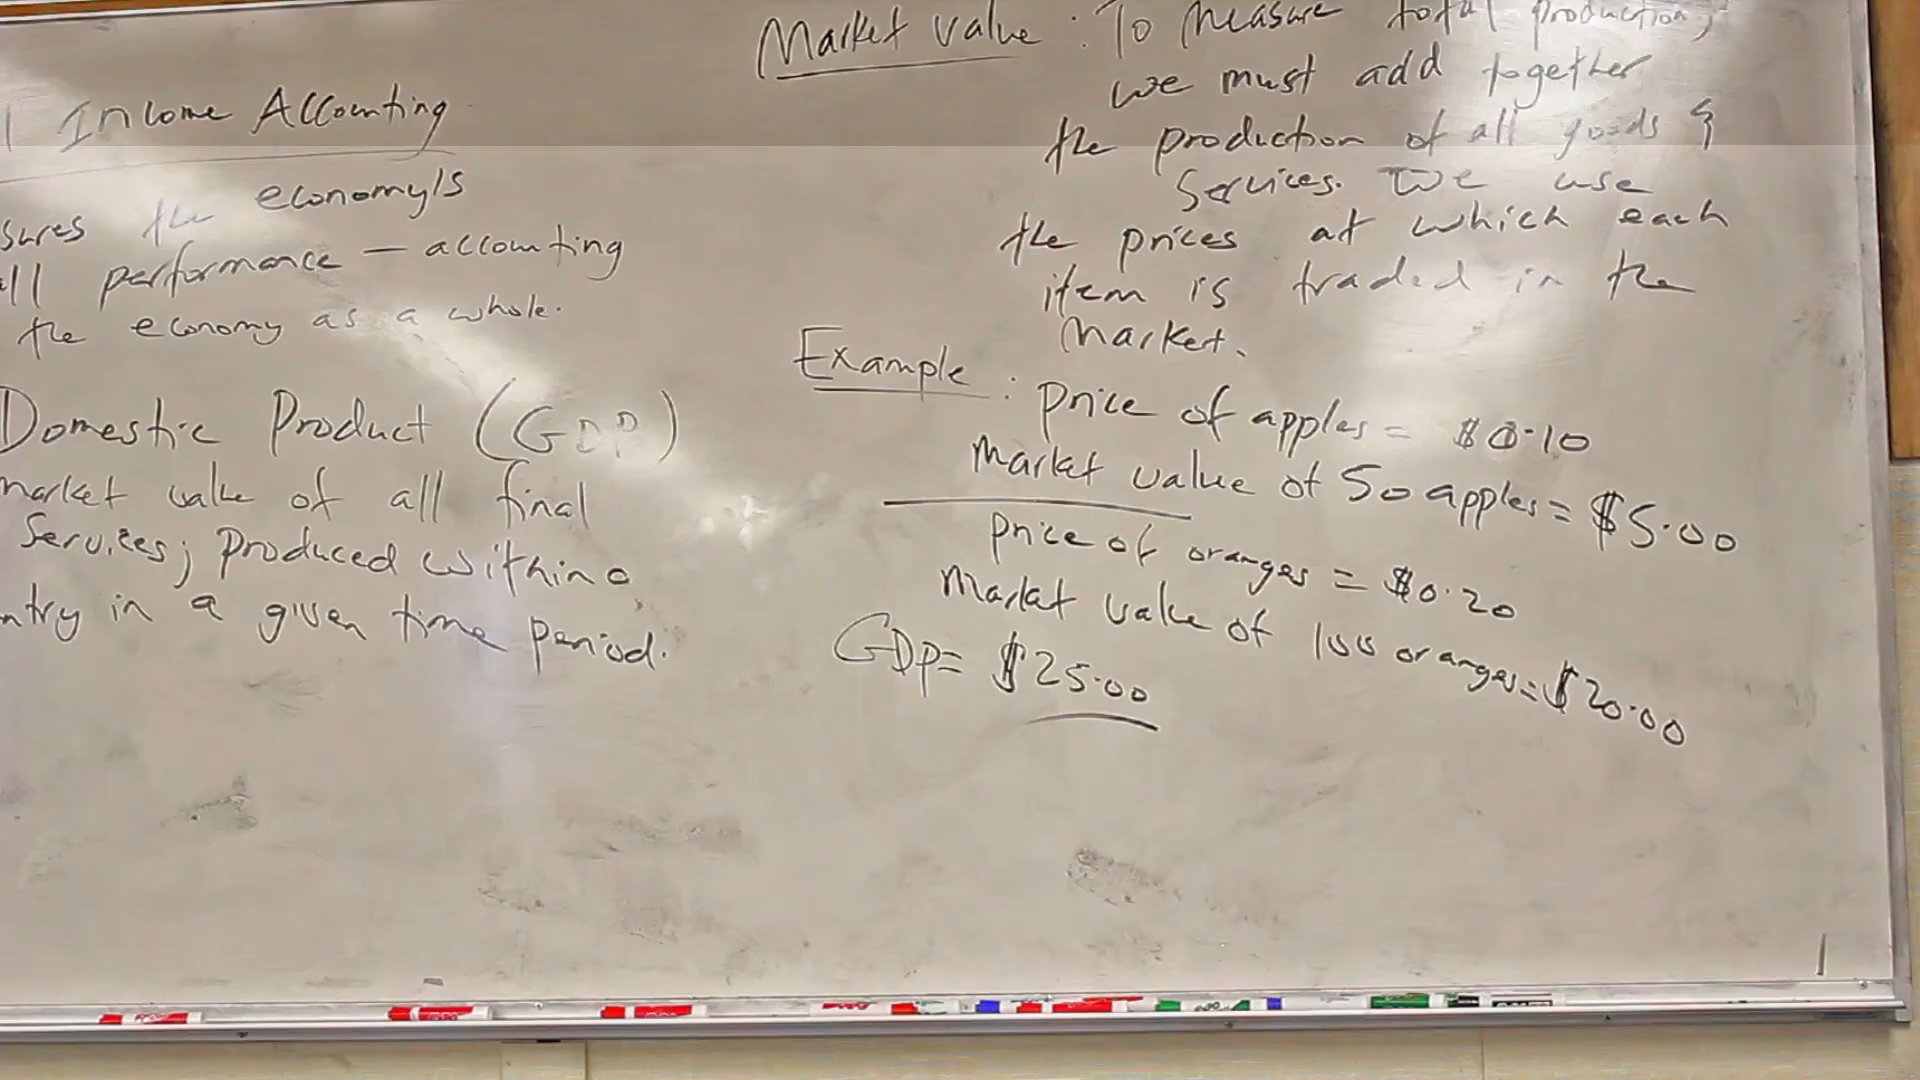 Income Accounting
sures the economy's
all performance — accounting
the economy as a whole.
Domestic Product (GDP)
market value of all final
Services; produced within a
ntry in a given time period.
Market value : To measure total production,
we must add together
the production of all goods &
Services. We use
the prices at which each
item is traded in the
market.
Example : price of apples = $0.10
market value of 50 apples = $5.00
price of oranges = $0.20
market value of 100 oranges = $20.00
GDP = $25.00